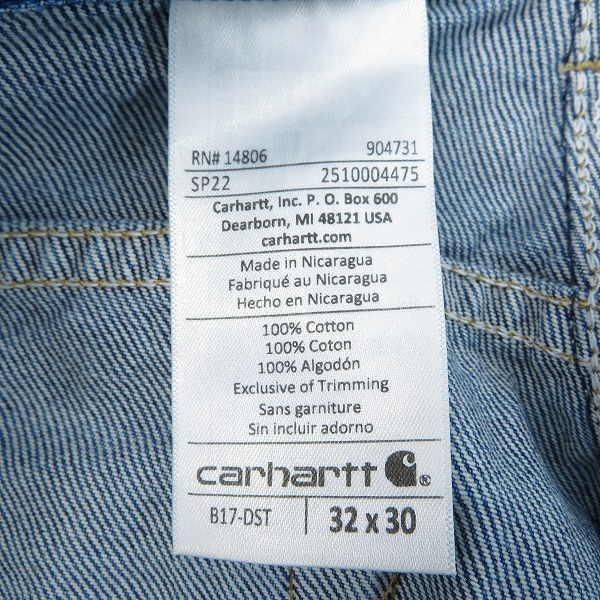 RN# 14806 904731
SP22 2510004475
Carhartt, Inc. P. O. Box 600
Dearborn, MI 48121 USA
carhartt.com
Made in Nicaragua
Fabriqué au Nicaragua
Hecho en Nicaragua
100% Cotton
100% Coton
100% Algodón
Exclusive of Trimming
Sans garniture
Sin incluir adorno
carhartt ®
B17-DST 32 x 30